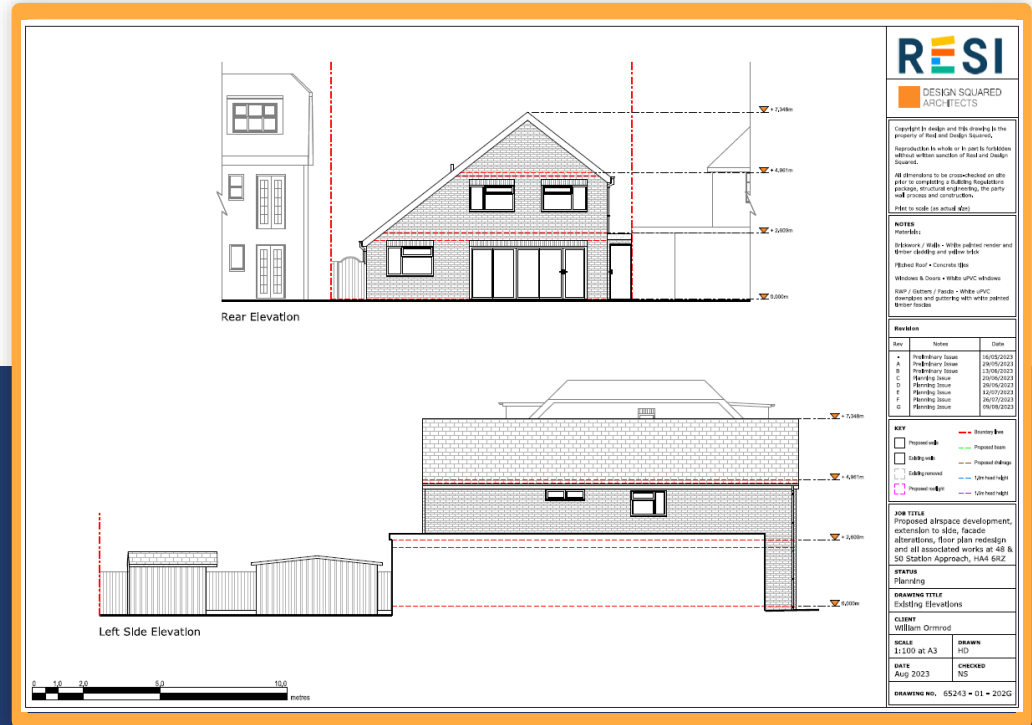 RESI
DESIGN SQUARED
ARCHITECTS
Copyright in design and this drawing is the
property of Resi and Design Squared.
Reproduction in whole or in part is forbidden
without written sanction of Resi and Design
Squared.
All dimensions to be cross-checked on site
prior to completing a Building Regulations
package, structural engineering, the party
wall process and construction.
Print to scale (as actual size)
NOTES
Materials:
Brickwork / Walls - White painted render and
timber cladding and yellow brick
Pitched Roof - Concrete tiles
Windows & Doors - White uPVC windows
RWP / Gutters / Fascia - White uPVC
downpipes and guttering with white painted
timber fascias
Revision
Rev Notes Date
- Preliminary Issue 16/05/2023
A Preliminary Issue 29/05/2023
B Preliminary Issue 13/06/2023
C Planning Issue 20/06/2023
D Planning Issue 29/06/2023
E Planning Issue 12/07/2023
F Planning Issue 26/07/2023
G Planning Issue 09/08/2023
KEY
Proposed walls
Existing walls
Existing removed
Proposed rooflight
Boundary lines
Proposed beam
Proposed drainage
head height
head height
JOB TITLE
Proposed airspace development,
extension to side, facade
alterations, floor plan redesign
and all associated works at 48 &
50 Station Approach, HA4 6RZ
STATUS
Planning
DRAWING TITLE
Existing Elevations
CLIENT
William Ormrod
SCALE
1:100 at A3
DRAWN
HD
DATE
Aug 2023
CHECKED
NS
DRAWING NO. 65243 - 01 - 202G
+ 7,348m
+ 4,961m
+ 2,608m
0,000m
Rear Elevation
+ 7,348m
+ 4,961m
+ 2,608m
0,000m
Left Side Elevation
0 1,0 2,0 5,0 10,0
metres